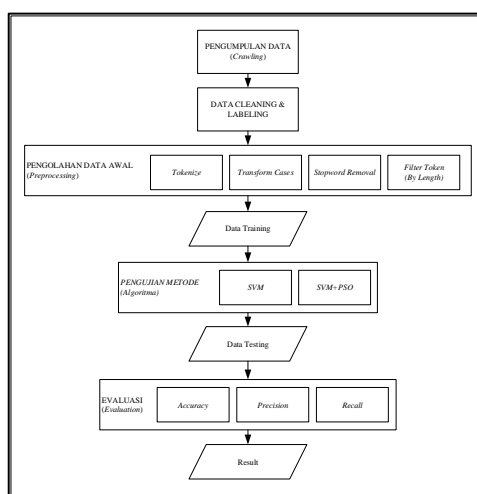 PENGUMPULAN DATA
(Crawling)
DATA CLEANING &
LABELING
PENGOLAHAN DATA AWAL
(Preprocessing)
Tokenize
Transform Cases
Stopword Removal
Filter Token
(By Length)
Data Training
PENGUJIAN METODE
(Algoritma)
SVM
SVM+PSO
Data Testing
EVALUASI
(Evaluation)
Accuracy
Precision
Recall
Result